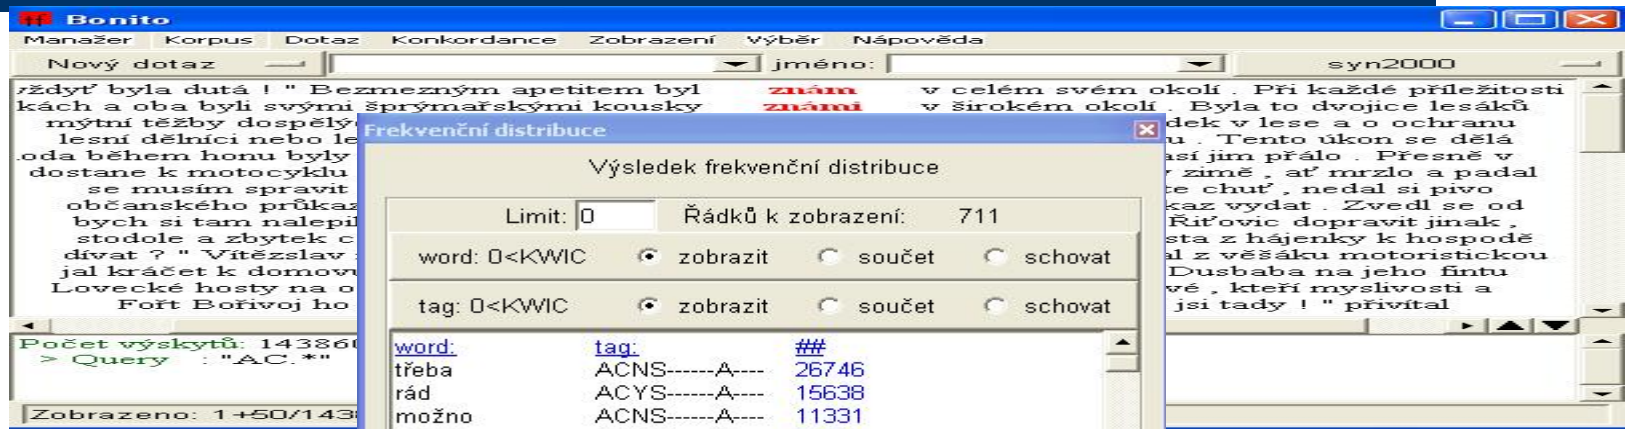 Bonito
Manažer Korpus Dotaz Konkordance Zobrazení Výběr Nápověda
Nový dotaz jméno: syn2000
vždyť byla dutá ! " Bezmezným apetitem byl znám v celém svém okolí . Při každé příležitosti
kách a oba byli svými šprýmařskými kousky známi v širokém okolí . Byla to dvojice lesáků
mýtní těžby dospělý dek v lese a o ochranu
lesní dělníci nebo le u . Tento úkon se dělá
oda během honu byly así jim přálo . Přesně v
dostane k motocyklu zimě , ať mrzlo a padal
se musím spravit te chuť , nedal si pivo
občanského průkaz kaz vydat . Zvedl se od
bych si tam nalepil Řiťovic dopravit jinak ,
stodole a zbytek c sta z hájenky k hospodě
dívat ? " Vítězslav al z věšáku motoristickou
jal kráčet k domovu Dusbaba na jeho fintu
Lovecké hosty na o vé , kteří myslivosti a
Fořt Bořivoj ho jsi tady ! " přivítal
Frekvenční distribuce
Výsledek frekvenční distribuce
Limit: 0 Řádků k zobrazení: 711
word: 0<KWIC zobrazit součet schovat
tag: 0<KWIC zobrazit součet schovat
word: tag: ##
třeba ACNS------A---- 26746
rád ACYS------A---- 15638
možno ACNS------A---- 11331
Počet výskytů: 143860
> Query : "AC.*"
Zobrazeno: 1+50/1438